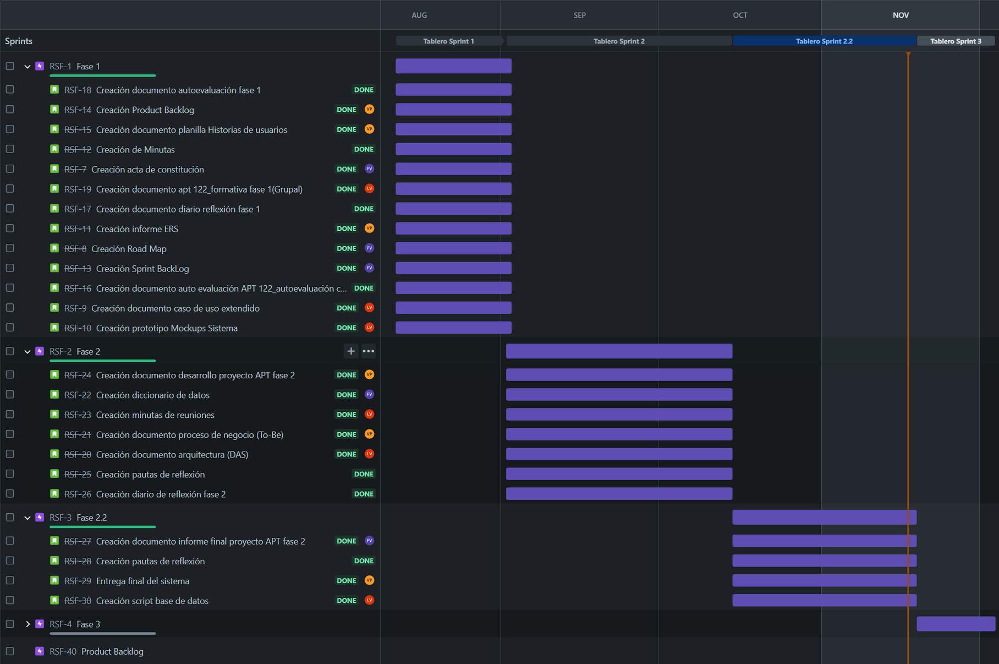 AUG SEP OCT NOV
Sprints Tablero Sprint 1 Tablero Sprint 2 Tablero Sprint 2.2 Tablero Sprint 3
RSF-1 Fase 1
RSF-18 Creación documento autoevaluación fase 1 DONE
RSF-14 Creación Product Backlog DONE VP
RSF-15 Creación documento planilla Historias de usuarios DONE VP
RSF-12 Creación de Minutas DONE
RSF-7 Creación acta de constitución DONE FV
RSF-19 Creación documento apt 122_formativa fase 1(Grupal) DONE LV
RSF-17 Creación documento diario reflexión fase 1 DONE
RSF-11 Creación informe ERS DONE VP
RSF-8 Creación Road Map DONE FV
RSF-13 Creación Sprint BackLog DONE FV
RSF-16 Creación documento auto evaluación APT 122_autoevaluación c... DONE
RSF-9 Creación documento caso de uso extendido DONE LV
RSF-10 Creación prototipo Mockups Sistema DONE LV
RSF-2 Fase 2
RSF-24 Creación documento desarrollo proyecto APT fase 2 DONE VP
RSF-22 Creación diccionario de datos DONE FV
RSF-23 Creación minutas de reuniones DONE LV
RSF-21 Creación documento proceso de negocio (To-Be) DONE VP
RSF-20 Creación documento arquitectura (DAS) DONE LV
RSF-25 Creación pautas de reflexión DONE
RSF-26 Creación diario de reflexión fase 2 DONE
RSF-3 Fase 2.2
RSF-27 Creación documento informe final proyecto APT fase 2 DONE FV
RSF-28 Creación pautas de reflexión DONE
RSF-29 Entrega final del sistema DONE VP
RSF-30 Creación script base de datos DONE LV
RSF-4 Fase 3
RSF-40 Product Backlog